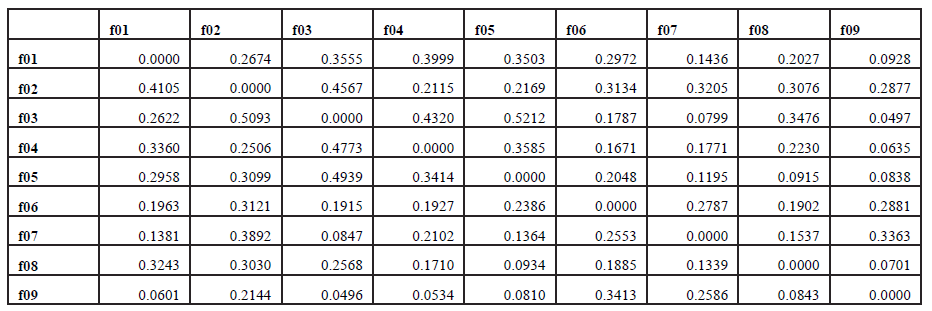 f01 f02 f03 f04 f05 f06 f07 f08 f09
f01 0.0000 0.2674 0.3555 0.3999 0.3503 0.2972 0.1436 0.2027 0.0928
f02 0.4105 0.0000 0.4567 0.2115 0.2169 0.3134 0.3205 0.3076 0.2877
f03 0.2622 0.5093 0.0000 0.4320 0.5212 0.1787 0.0799 0.3476 0.0497
f04 0.3360 0.2506 0.4773 0.0000 0.3585 0.1671 0.1771 0.2230 0.0635
f05 0.2958 0.3099 0.4939 0.3414 0.0000 0.2048 0.1195 0.0915 0.0838
f06 0.1963 0.3121 0.1915 0.1927 0.2386 0.0000 0.2787 0.1902 0.2881
f07 0.1381 0.3892 0.0847 0.2102 0.1364 0.2553 0.0000 0.1537 0.3363
f08 0.3243 0.3030 0.2568 0.1710 0.0934 0.1885 0.1339 0.0000 0.0701
f09 0.0601 0.2144 0.0496 0.0534 0.0810 0.3413 0.2586 0.0843 0.0000